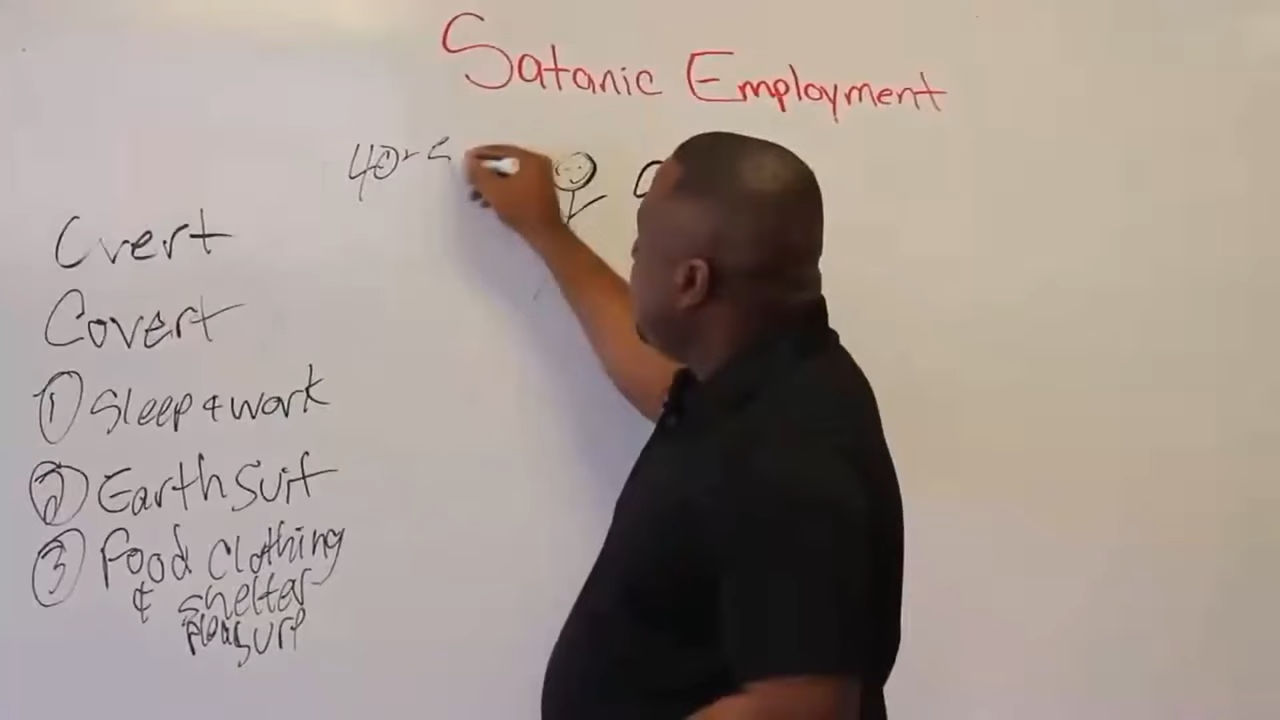 Satanic Employment
40
Overt
Covert
① Sleep & work
② Earth Suit
③ Food Clothing
& shelter
pleasure